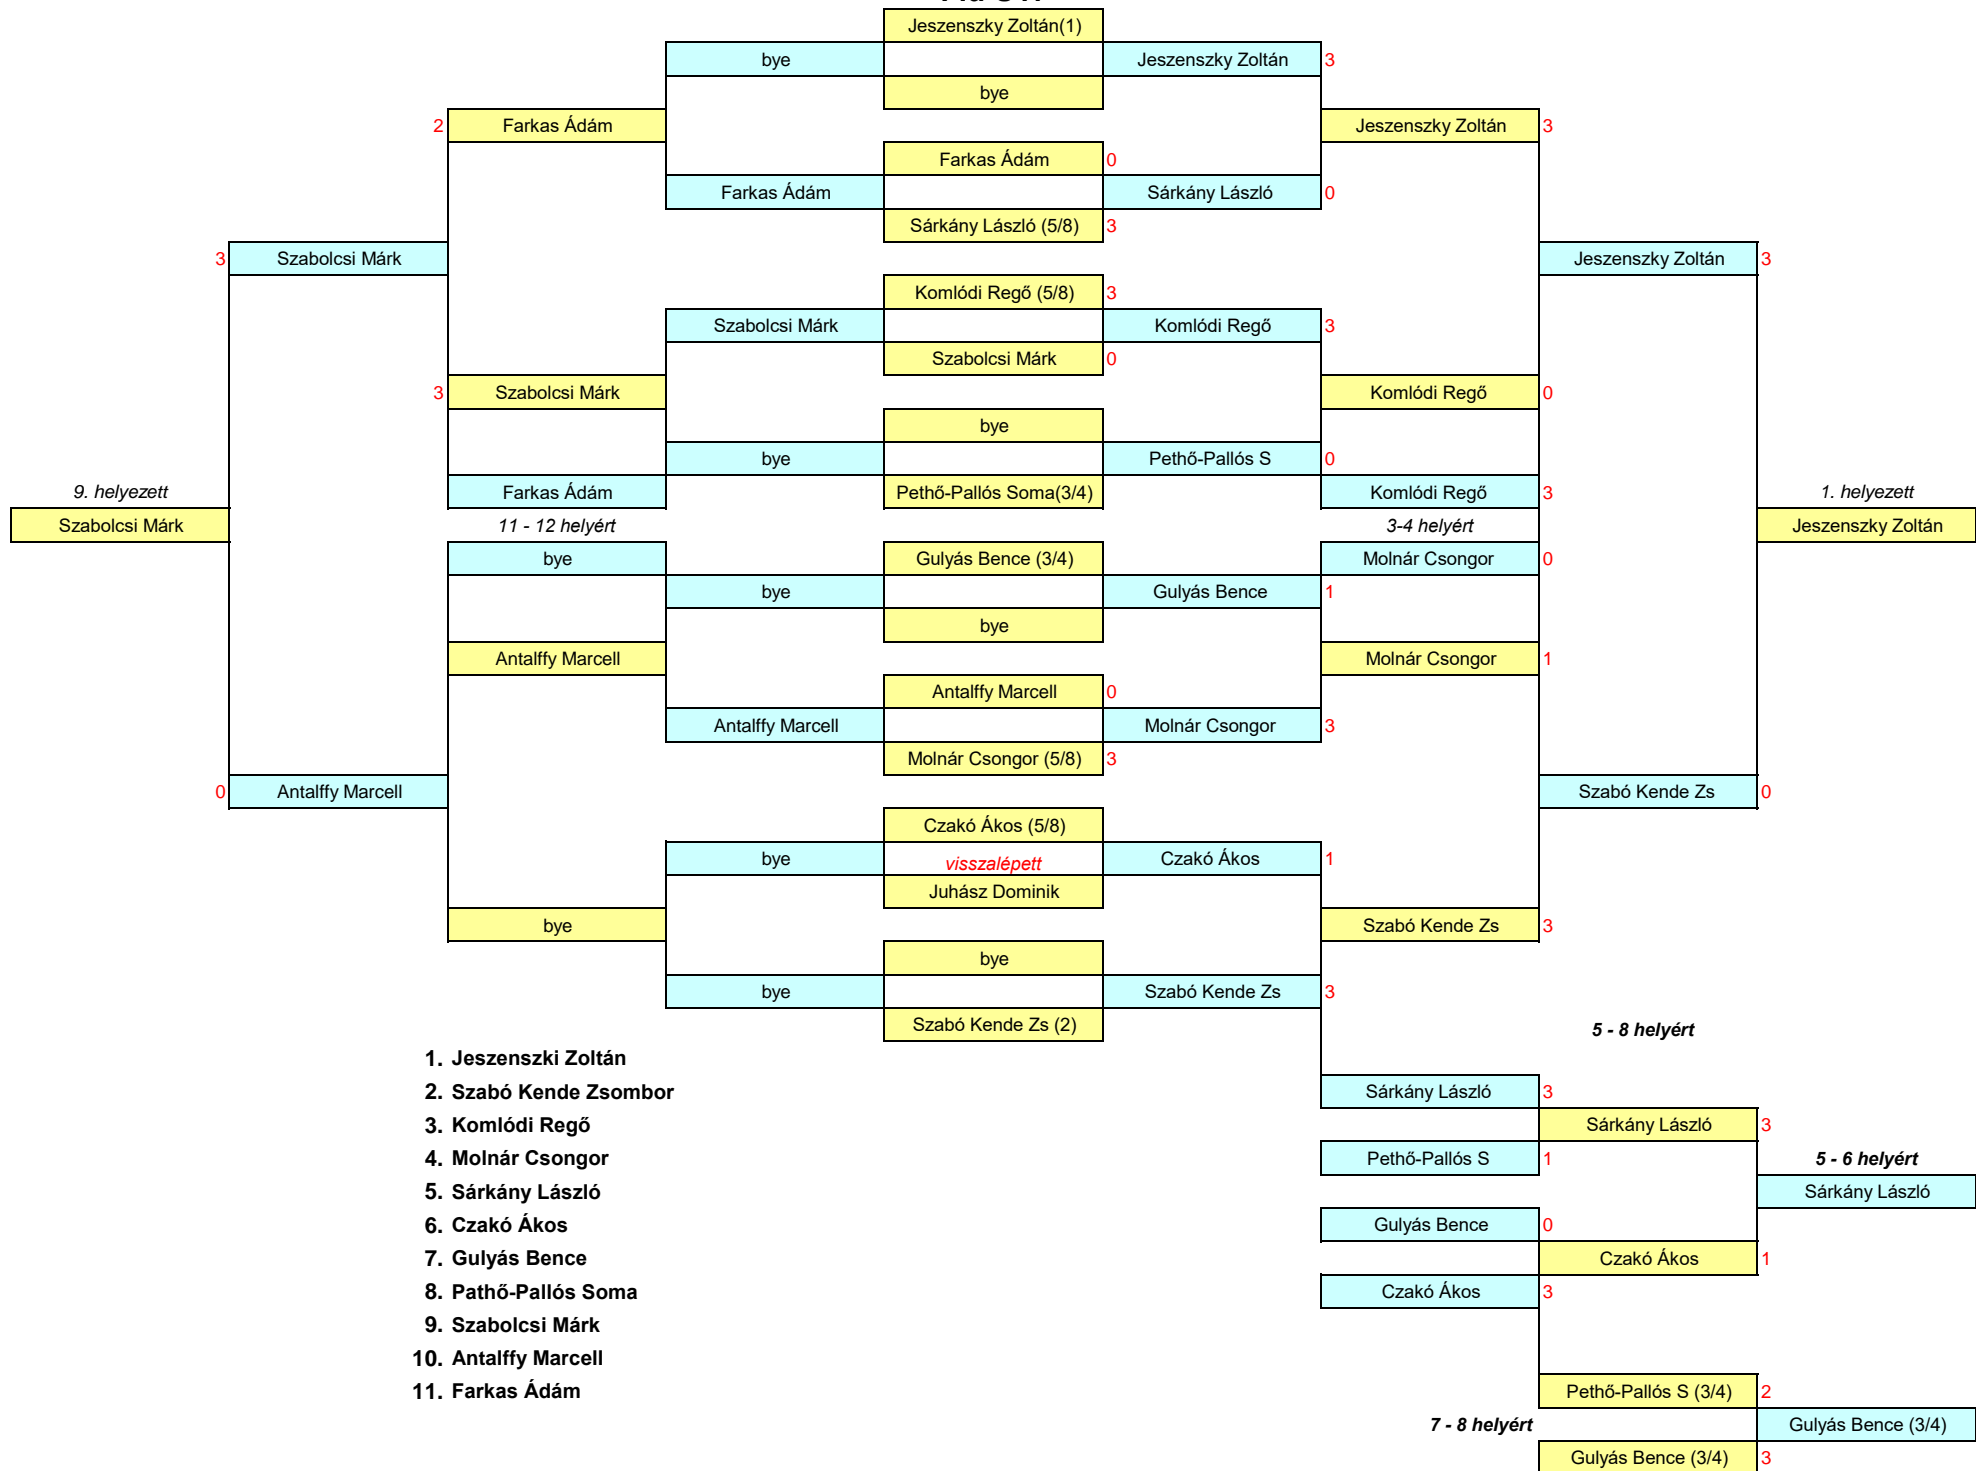 Jeszenszky Zoltán(1)
bye Jeszenszky Zoltán 3
bye
2 Farkas Ádám Jeszenszky Zoltán 3
Farkas Ádám 0
Farkas Ádám Sárkány László 0
Sárkány László (5/8) 3
3 Szabolcsi Márk Jeszenszky Zoltán 3
Komlódi Regő (5/8) 3
Szabolcsi Márk Komlódi Regő 3
Szabolcsi Márk 0
3 Szabolcsi Márk Komlódi Regő 0
bye
bye Pethő-Pallós S 0
9. helyezett Farkas Ádám Pethő-Pallós Soma(3/4) Komlódi Regő 3 1. helyezett
Szabolcsi Márk 11 - 12 helyért 3-4 helyért Jeszenszky Zoltán
bye Gulyás Bence (3/4) Molnár Csongor 0
bye Gulyás Bence 1
bye
Antalffy Marcell Molnár Csongor 1
Antalffy Marcell 0
Antalffy Marcell Molnár Csongor 3
Molnár Csongor (5/8) 3
0 Antalffy Marcell Szabó Kende Zs 0
Czakó Ákos (5/8)
bye visszalépett Czakó Ákos 1
Juhász Dominik
bye Szabó Kende Zs 3
bye
bye Szabó Kende Zs 3
Szabó Kende Zs (2) 5 - 8 helyért
1. Jeszenszki Zoltán
2. Szabó Kende Zsombor Sárkány László 3
3. Komlódi Regő Sárkány László 3
4. Molnár Csongor Pethő-Pallós S 1 5 - 6 helyért
5. Sárkány László Sárkány László
6. Czakó Ákos Gulyás Bence 0
7. Gulyás Bence Czakó Ákos 1
8. Pathő-Pallós Soma Czakó Ákos 3
9. Szabolcsi Márk
10. Antalffy Marcell
11. Farkas Ádám Pethő-Pallós S (3/4) 2
7 - 8 helyért Gulyás Bence (3/4)
Gulyás Bence (3/4) 3